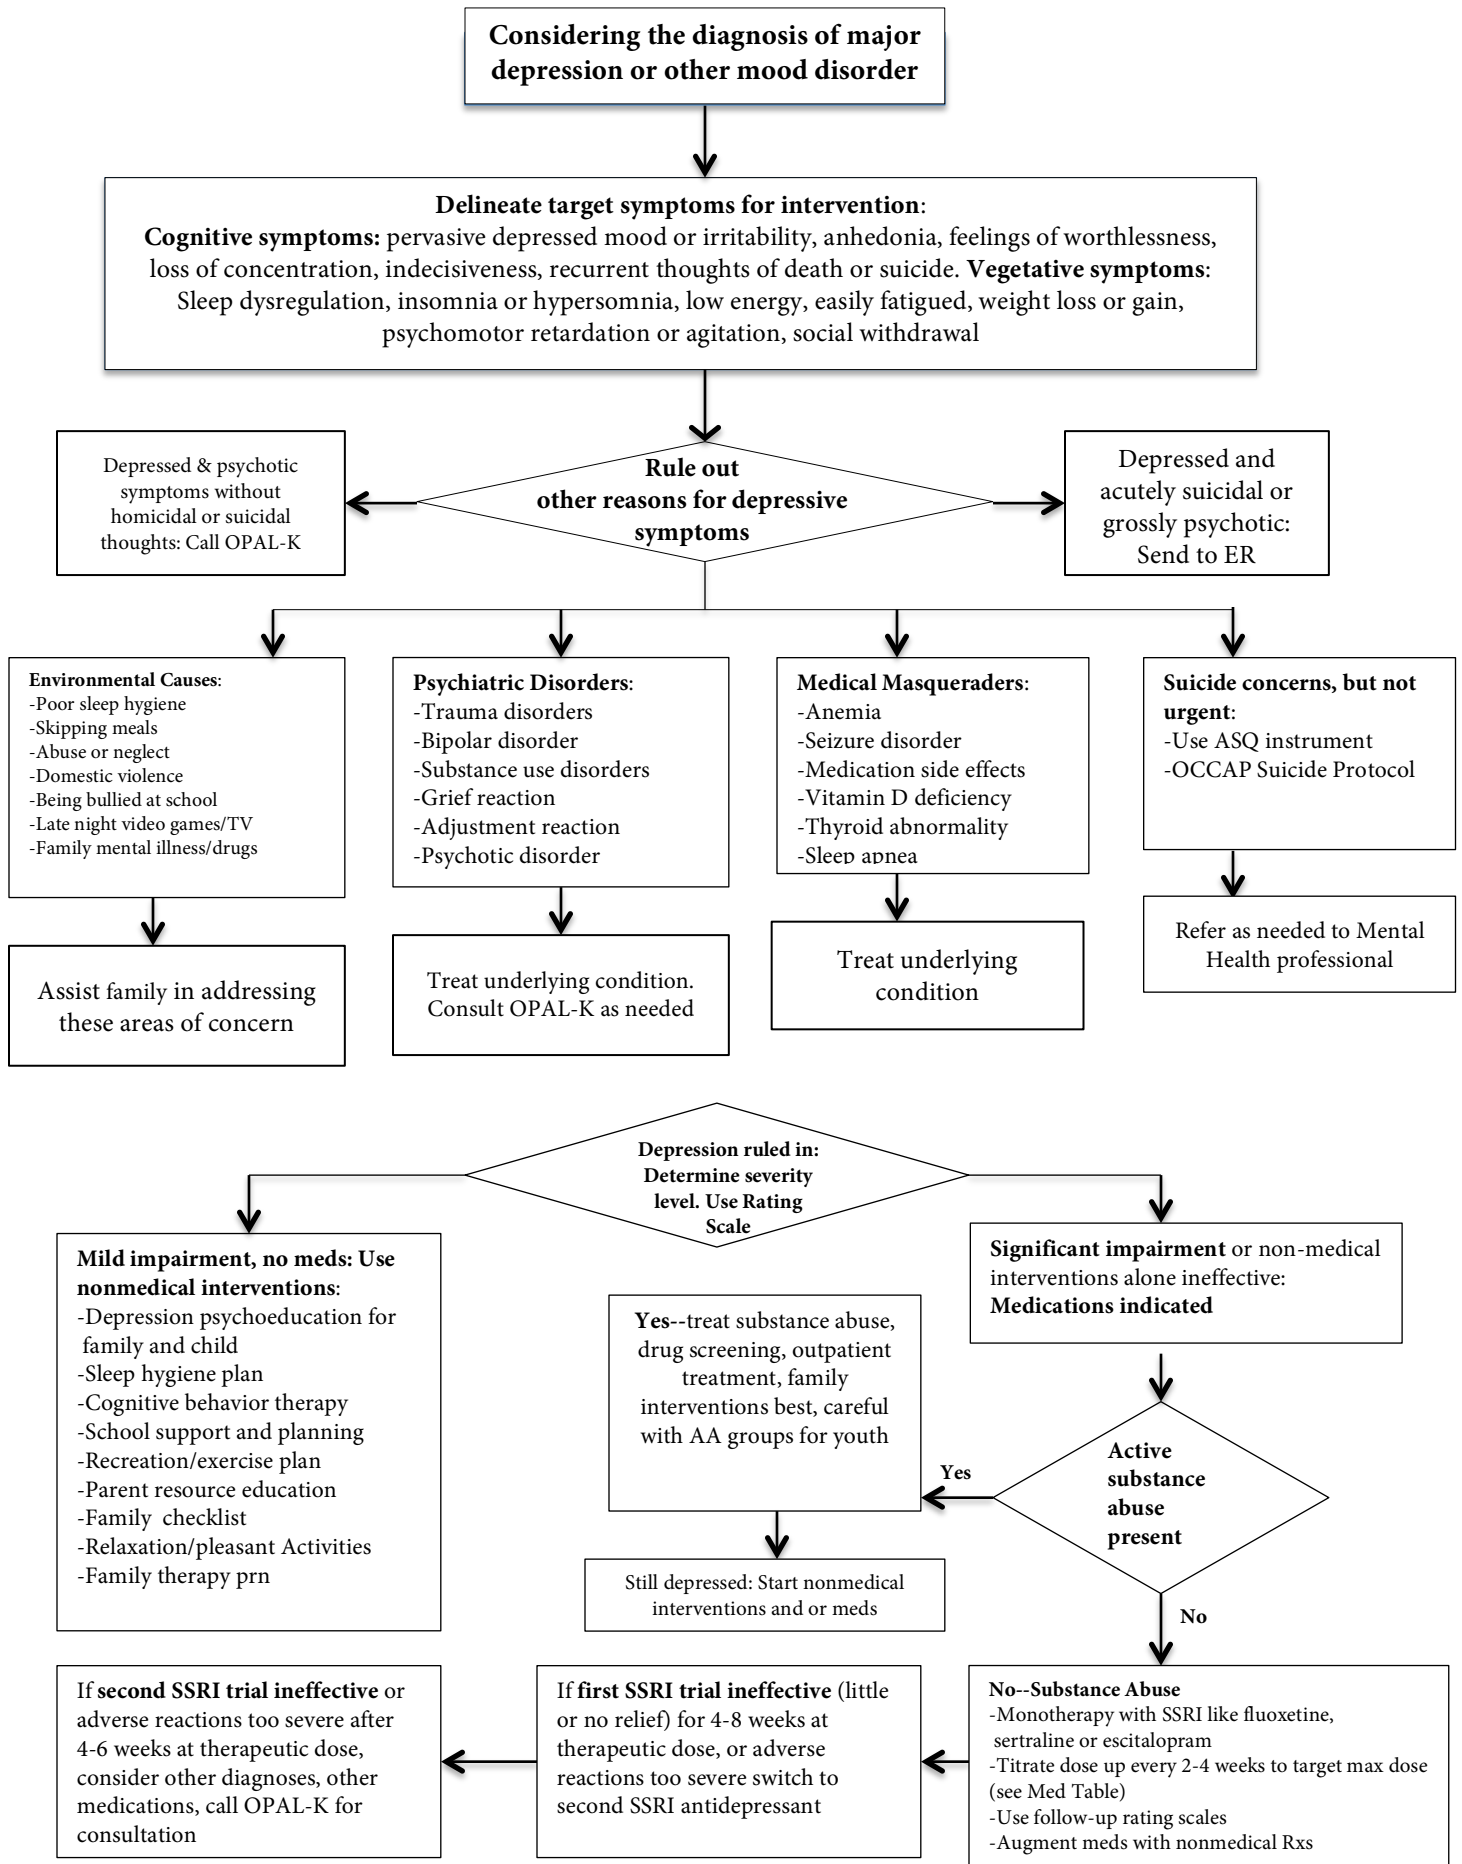 Considering the diagnosis of major
depression or other mood disorder
Delineate target symptoms for intervention:
Cognitive symptoms: pervasive depressed mood or irritability, anhedonia, feelings of worthlessness,
loss of concentration, indecisiveness, recurrent thoughts of death or suicide. Vegetative symptoms:
Sleep dysregulation, insomnia or hypersomnia, low energy, easily fatigued, weight loss or gain,
psychomotor retardation or agitation, social withdrawal
Depressed & psychotic
symptoms without
homicidal or suicidal
thoughts: Call OPAL-K
Rule out
other reasons for depressive
symptoms
Depressed and
acutely suicidal or
grossly psychotic:
Send to ER
Environmental Causes:
-Poor sleep hygiene
-Skipping meals
-Abuse or neglect
-Domestic violence
-Being bullied at school
-Late night video games/TV
-Family mental illness/drugs
Psychiatric Disorders:
-Trauma disorders
-Bipolar disorder
-Substance use disorders
-Grief reaction
-Adjustment reaction
-Psychotic disorder
Medical Masqueraders:
-Anemia
-Seizure disorder
-Medication side effects
-Vitamin D deficiency
-Thyroid abnormality
-Sleep apnea
Suicide concerns, but not
urgent:
-Use ASQ instrument
-OCCAP Suicide Protocol
Assist family in addressing
these areas of concern
Treat underlying condition.
Consult OPAL-K as needed
Treat underlying
condition
Refer as needed to Mental
Health professional
Depression ruled in:
Determine severity
level. Use Rating
Scale
Mild impairment, no meds: Use
nonmedical interventions:
-Depression psychoeducation for
family and child
-Sleep hygiene plan
-Cognitive behavior therapy
-School support and planning
-Recreation/exercise plan
-Parent resource education
-Family checklist
-Relaxation/pleasant Activities
-Family therapy prn
Significant impairment or non-medical
interventions alone ineffective:
Medications indicated
Yes--treat substance abuse,
drug screening, outpatient
treatment, family
interventions best, careful
with AA groups for youth
Yes
Active
substance
abuse
present
Still depressed: Start nonmedical
interventions and or meds
No
If second SSRI trial ineffective or
adverse reactions too severe after
4-6 weeks at therapeutic dose,
consider other diagnoses, other
medications, call OPAL-K for
consultation
If first SSRI trial ineffective (little
or no relief) for 4-8 weeks at
therapeutic dose, or adverse
reactions too severe switch to
second SSRI antidepressant
No--Substance Abuse
-Monotherapy with SSRI like fluoxetine,
sertraline or escitalopram
-Titrate dose up every 2-4 weeks to target max dose
(see Med Table)
-Use follow-up rating scales
-Augment meds with nonmedical Rxs